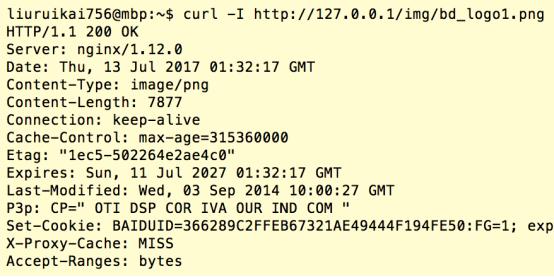 liuruikai756@mbp:~$ curl -I http://127.0.0.1/img/bd_logo1.png
HTTP/1.1 200 OK
Server: nginx/1.12.0
Date: Thu, 13 Jul 2017 01:32:17 GMT
Content-Type: image/png
Content-Length: 7877
Connection: keep-alive
Cache-Control: max-age=315360000
Etag: "1ec5-502264e2ae4c0"
Expires: Sun, 11 Jul 2027 01:32:17 GMT
Last-Modified: Wed, 03 Sep 2014 10:00:27 GMT
P3p: CP=" OTI DSP COR IVA OUR IND COM "
Set-Cookie: BAIDUID=366289C2FFEB67321AE49444F194FE50:FG=1; exp
X-Proxy-Cache: MISS
Accept-Ranges: bytes